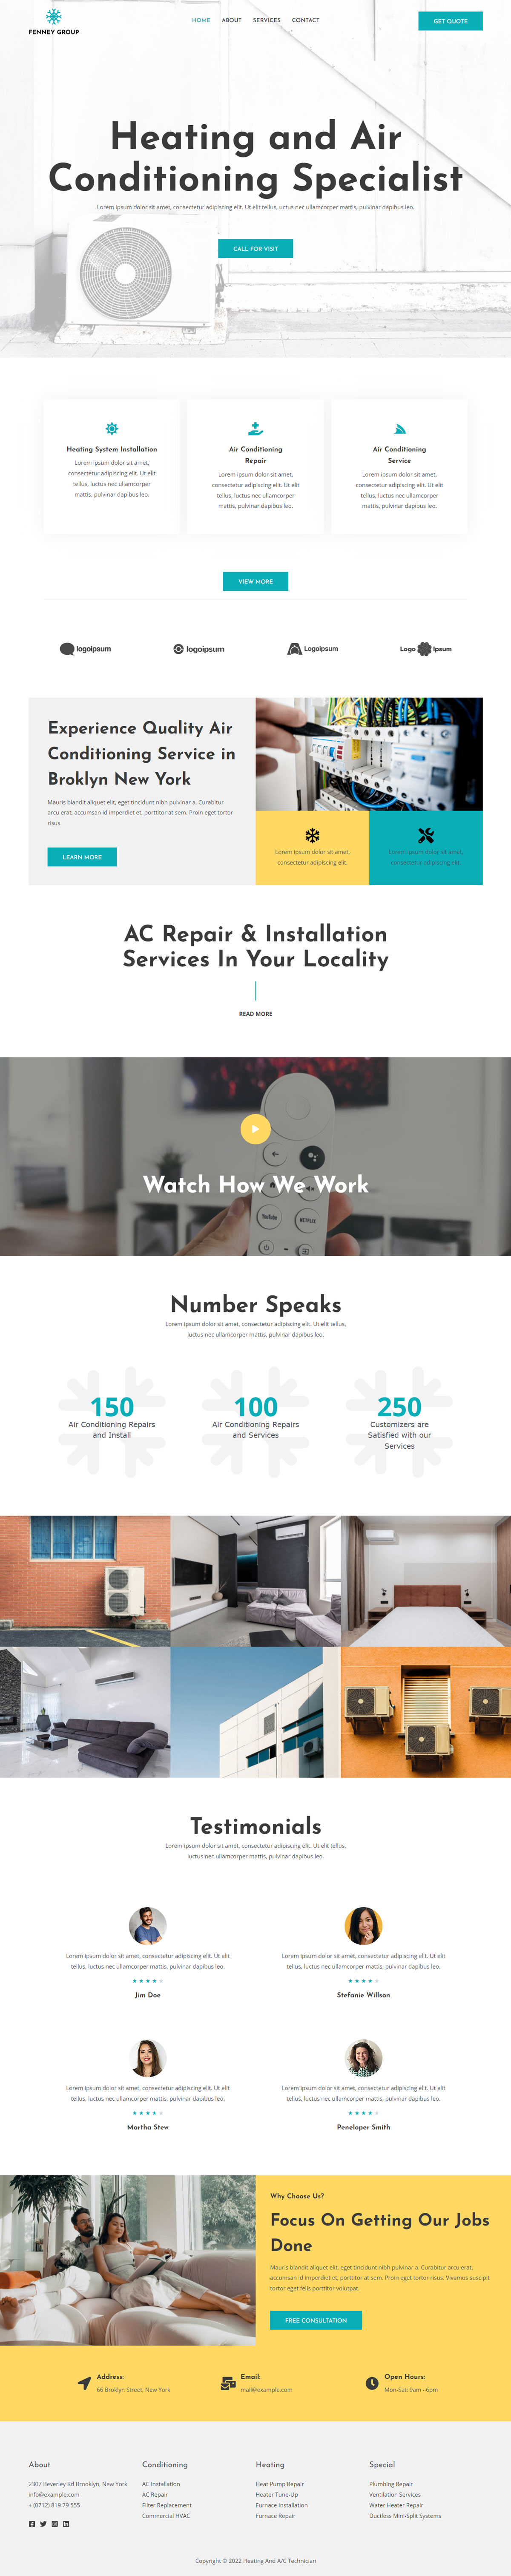 FENNEY GROUP
HOME ABOUT SERVICES CONTACT
GET QUOTE
Heating and Air
Conditioning Specialist
Lorem ipsum dolor sit amet, consectetur adipiscing elit. Ut elit tellus, uctus nec ullamcorper mattis, pulvinar dapibus leo.
CALL FOR VISIT
Heating System Installation
Lorem ipsum dolor sit amet,
consectetur adipiscing elit. Ut elit
tellus, luctus nec ullamcorper
mattis, pulvinar dapibus leo.
Air Conditioning
Repair
Lorem ipsum dolor sit amet,
consectetur adipiscing elit. Ut elit
tellus, luctus nec ullamcorper
mattis, pulvinar dapibus leo.
Air Conditioning
Service
Lorem ipsum dolor sit amet,
consectetur adipiscing elit. Ut elit
tellus, luctus nec ullamcorper
mattis, pulvinar dapibus leo.
VIEW MORE
logoipsum
logoipsum
Logoipsum
Logo Ipsum
Experience Quality Air
Conditioning Service in
Broklyn New York
Mauris blandit aliquet elit, eget tincidunt nibh pulvinar a. Curabitur
arcu erat, accumsan id imperdiet et, porttitor at sem. Proin eget tortor
risus.
LEARN MORE
Lorem ipsum dolor sit amet,
consectetur adipiscing elit.
Lorem ipsum dolor sit amet,
consectetur adipiscing elit.
AC Repair & Installation
Services In Your Locality
READ MORE
Watch How We Work
YouTube
NETFLIX
Number Speaks
Lorem ipsum dolor sit amet, consectetur adipiscing elit. Ut elit tellus,
luctus nec ullamcorper mattis, pulvinar dapibus leo.
150
Air Conditioning Repairs
and Install
100
Air Conditioning Repairs
and Services
250
Customizers are
Satisfied with our
Services
Testimonials
Lorem ipsum dolor sit amet, consectetur adipiscing elit. Ut elit tellus,
luctus nec ullamcorper mattis, pulvinar dapibus leo.
Lorem ipsum dolor sit amet, consectetur adipiscing elit. Ut elit
tellus, luctus nec ullamcorper mattis, pulvinar dapibus leo.
Jim Doe
Lorem ipsum dolor sit amet, consectetur adipiscing elit. Ut elit
tellus, luctus nec ullamcorper mattis, pulvinar dapibus leo.
Stefanie Willson
Lorem ipsum dolor sit amet, consectetur adipiscing elit. Ut elit
tellus, luctus nec ullamcorper mattis, pulvinar dapibus leo.
Martha Stew
Lorem ipsum dolor sit amet, consectetur adipiscing elit. Ut elit
tellus, luctus nec ullamcorper mattis, pulvinar dapibus leo.
Peneloper Smith
Why Choose Us?
Focus On Getting Our Jobs
Done
Mauris blandit aliquet elit, eget tincidunt nibh pulvinar a. Curabitur arcu erat,
accumsan id imperdiet et, porttitor at sem. Proin eget tortor risus. Vivamus suscipit
tortor eget felis porttitor volutpat.
FREE CONSULTATION
Address:
66 Broklyn Street, New York
Email:
mail@example.com
Open Hours:
Mon-Sat: 9am - 6pm
About
2307 Beverley Rd Brooklyn, New York
info@example.com
+ (0712) 819 79 555
Conditioning
AC Installation
AC Repair
Filter Replacement
Commercial HVAC
Heating
Heat Pump Repair
Heater Tune-Up
Furnace Installation
Furnace Repair
Special
Plumbing Repair
Ventilation Services
Water Heater Repair
Ductless Mini-Split Systems
Copyright © 2022 Heating And A/C Technician